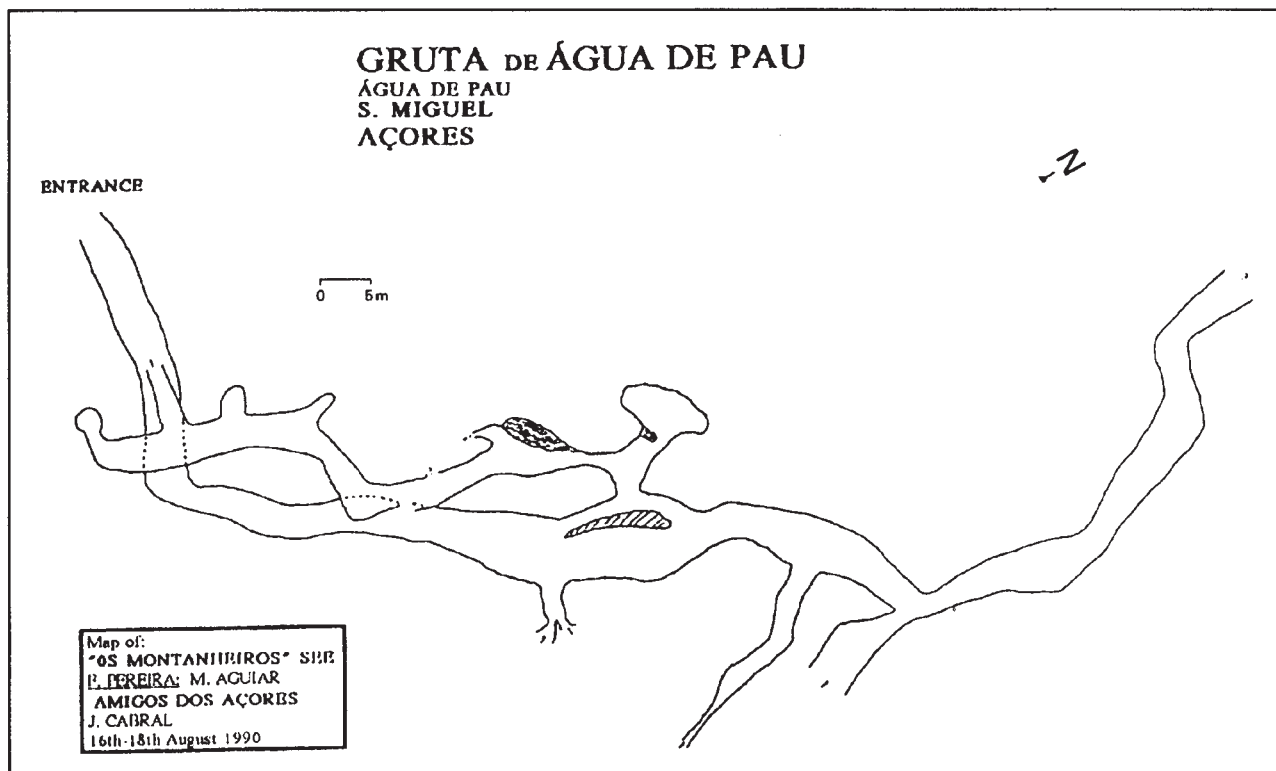 GRUTA DE ÁGUA DE PAU
ÁGUA DE PAU
S. MIGUEL
AÇORES
N
ENTRANCE
0 5m
Map of:
"OS MONTANHEIROS" SEE
F. PEREIRA; M. AGUIAR
AMIGOS DOS AÇORES
J. CABRAL
16th-18th August 1990